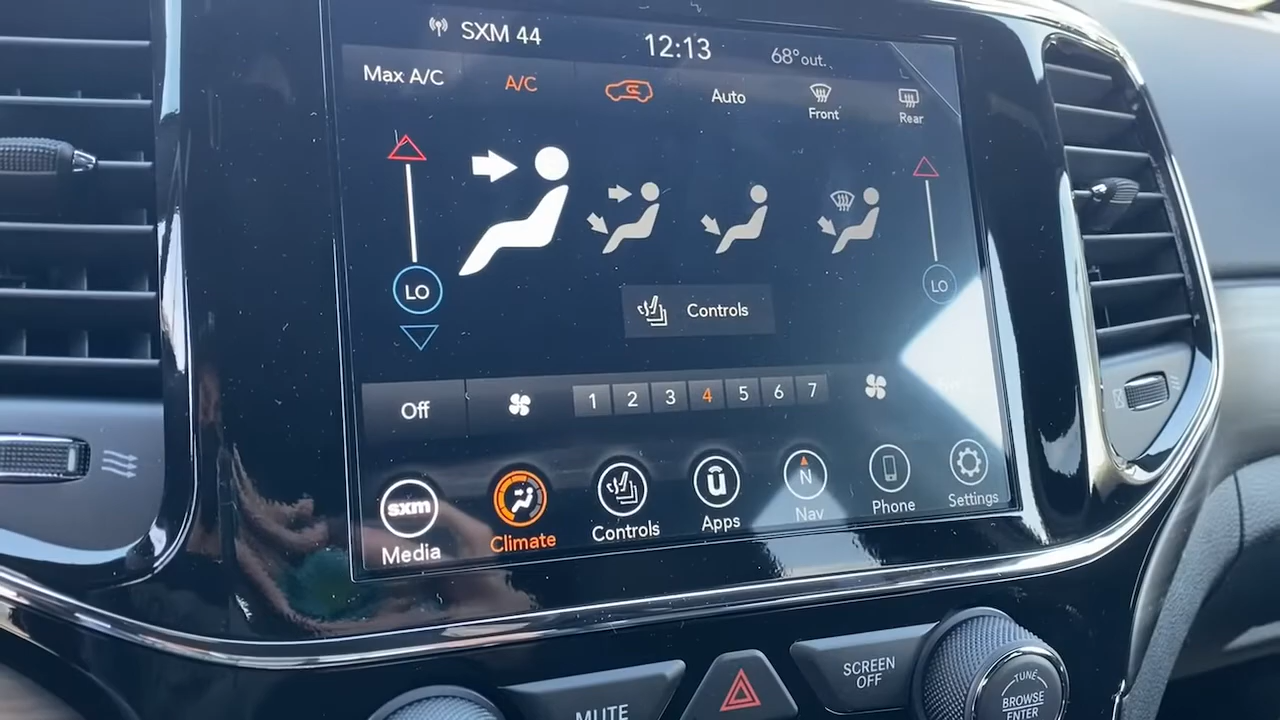 SXM 44
12:13
68° out.
Max A/C
A/C
Auto
Front
Rear
LO
LO
Controls
Off
1 2 3 4 5 6 7
sxm
Media
Climate
Controls
ū
Apps
N
Nav
Phone
Settings
MUTE
SCREEN
OFF
TUNE
BROWSE
ENTER